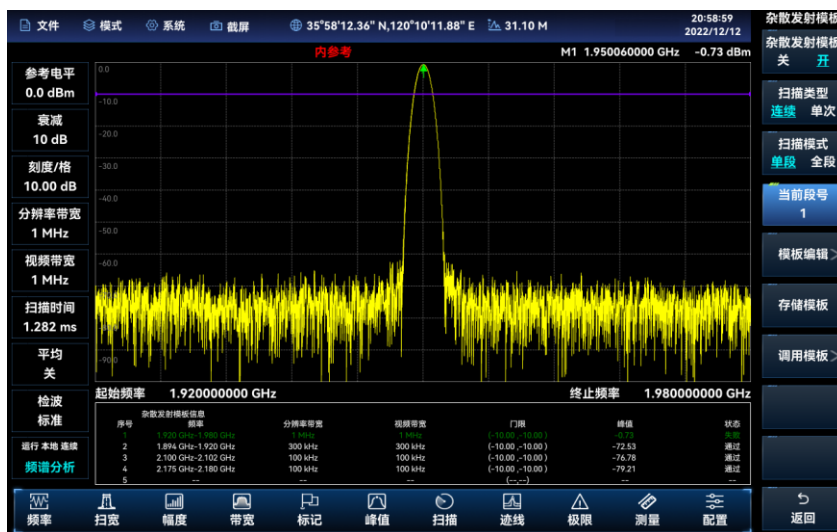 文件 模式 系统 截屏 35°58'12.36" N,120°10'11.88" E 31.10 M 20:58:59
2022/12/12
杂散发射模板
内参考 M1 1.950060000 GHz -0.73 dBm
参考电平
0.0 dBm
衰减
10 dB
刻度/格
10.00 dB
分辨率带宽
1 MHz
视频带宽
1 MHz
扫描时间
1.282 ms
平均
关
检波
标准
运行 本地 连续
频谱分析
0.0
-10.0
-20.0
-30.0
-40.0
-50.0
-60.0
-90.0
起始频率 1.920000000 GHz 终止频率 1.980000000 GHz
杂散发射模板信息
序号 频率 分辨率带宽 视频带宽 门限 峰值 状态
1 1.920 GHz-1.980 GHz 1 MHz 1 MHz (-10.00 ,-10.00 ) -0.73 失败
2 1.894 GHz-1.920 GHz 300 kHz 300 kHz (-10.00 ,-10.00 ) -72.53 通过
3 2.100 GHz-2.102 GHz 100 kHz 100 kHz (-10.00 ,-10.00 ) -76.78 通过
4 2.175 GHz-2.180 GHz 100 kHz 100 kHz (-10.00 ,-10.00 ) -79.21 通过
5 -- -- -- (--,--) -- --
杂散发射模板
关 开
扫描类型
连续 单次
扫描模式
单段 全段
当前段号
1
模板编辑
存储模板
调用模板
频率 扫宽 幅度 带宽 标记 峰值 扫描 迹线 极限 测量 配置 返回